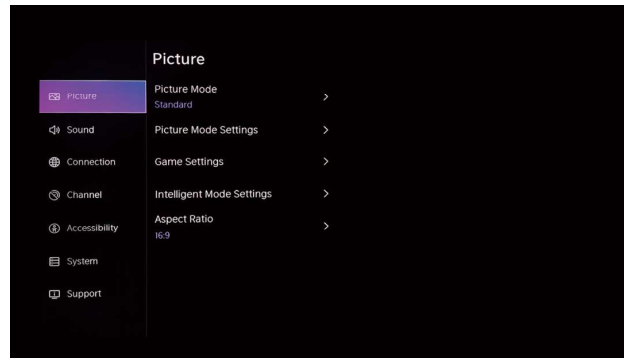 Picture
Picture
Sound
Connection
Channel
Accessibility
System
Support
Picture Mode
Standard
Picture Mode Settings
Game Settings
Intelligent Mode Settings
Aspect Ratio
16:9